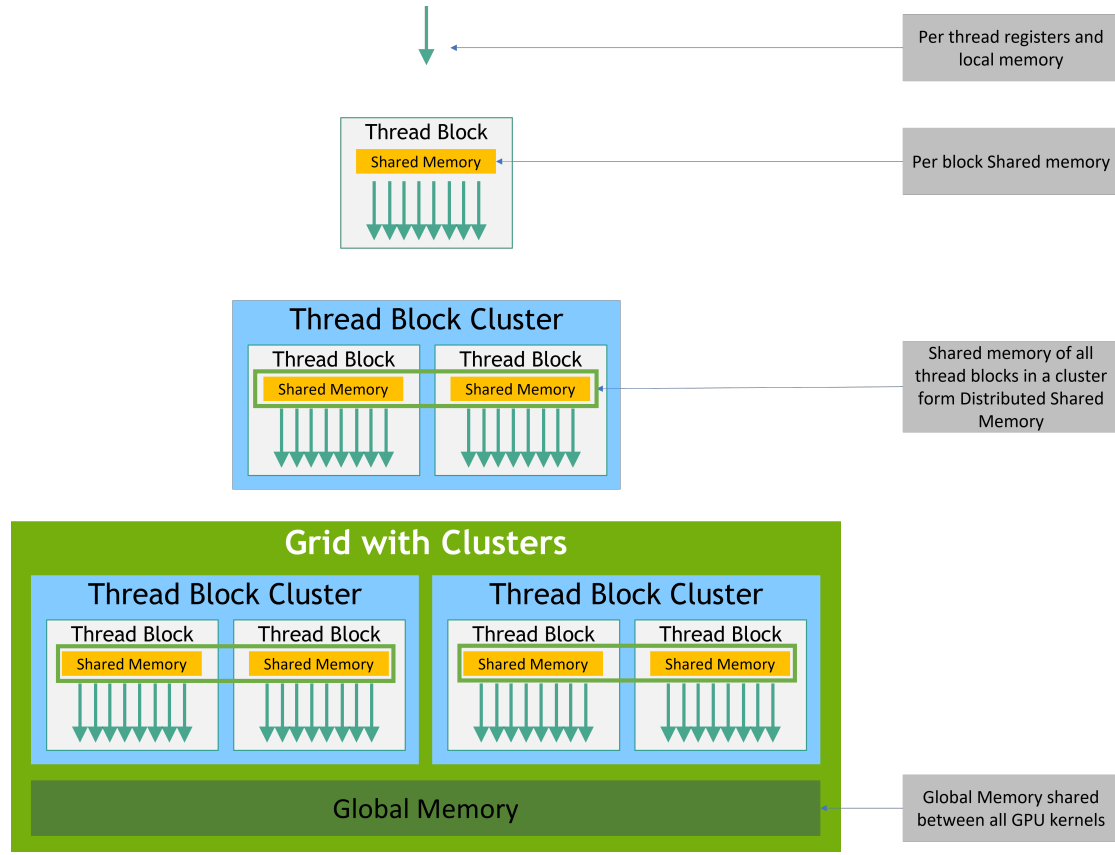 Per thread registers and
local memory
Thread Block
Shared Memory
Per block Shared memory
Thread Block Cluster
Thread Block
Thread Block
Shared Memory
Shared Memory
Shared memory of all
thread blocks in a cluster
form Distributed Shared
Memory
Grid with Clusters
Thread Block Cluster
Thread Block Cluster
Thread Block
Thread Block
Thread Block
Thread Block
Shared Memory
Shared Memory
Shared Memory
Shared Memory
Global Memory
Global Memory shared
between all GPU kernels